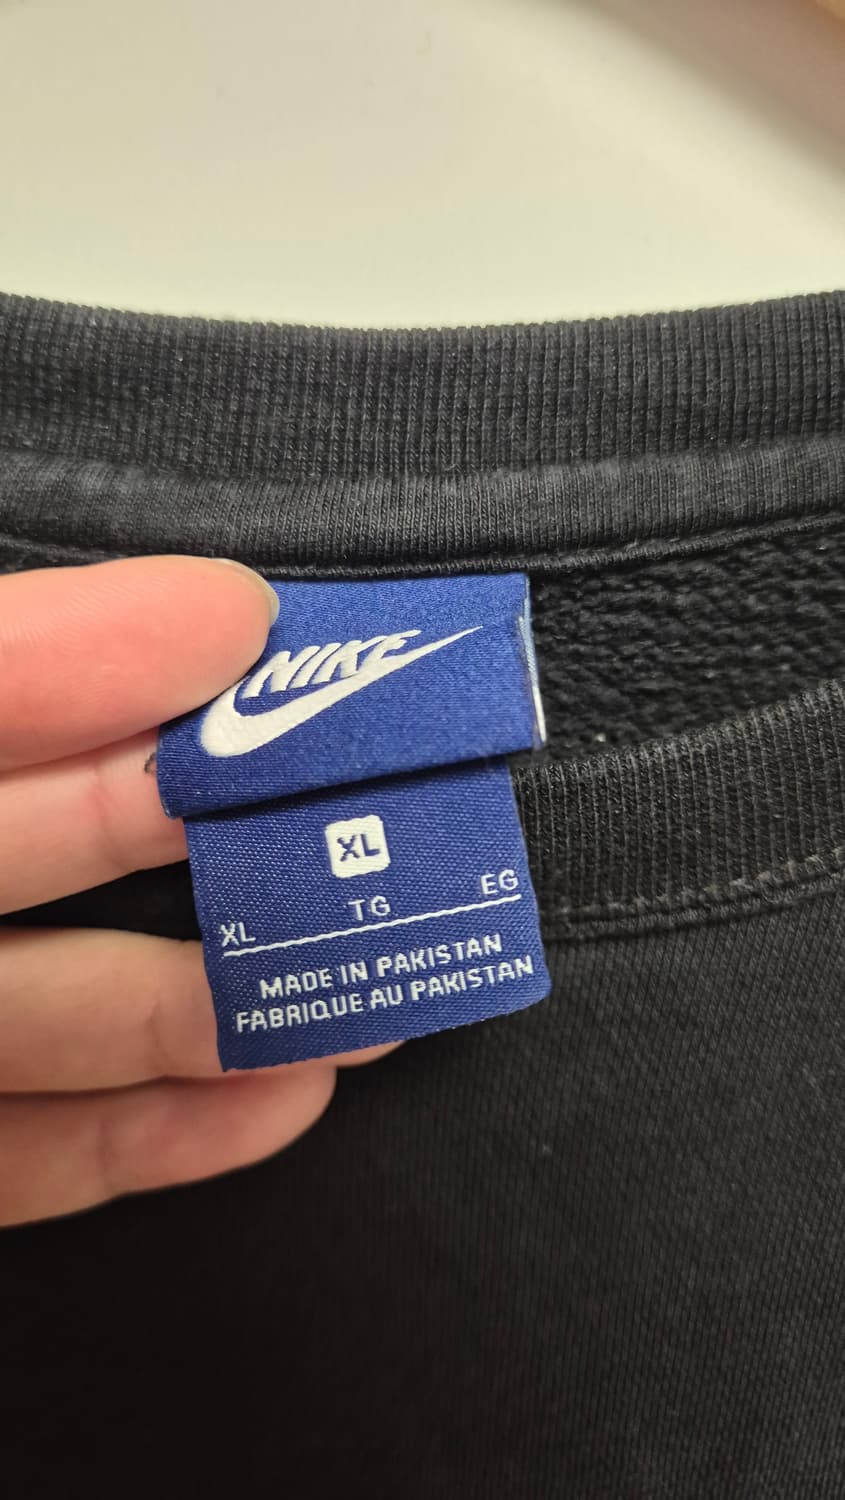 NIKE
XL
XL TG EG
MADE IN PAKISTAN
FABRIQUE AU PAKISTAN